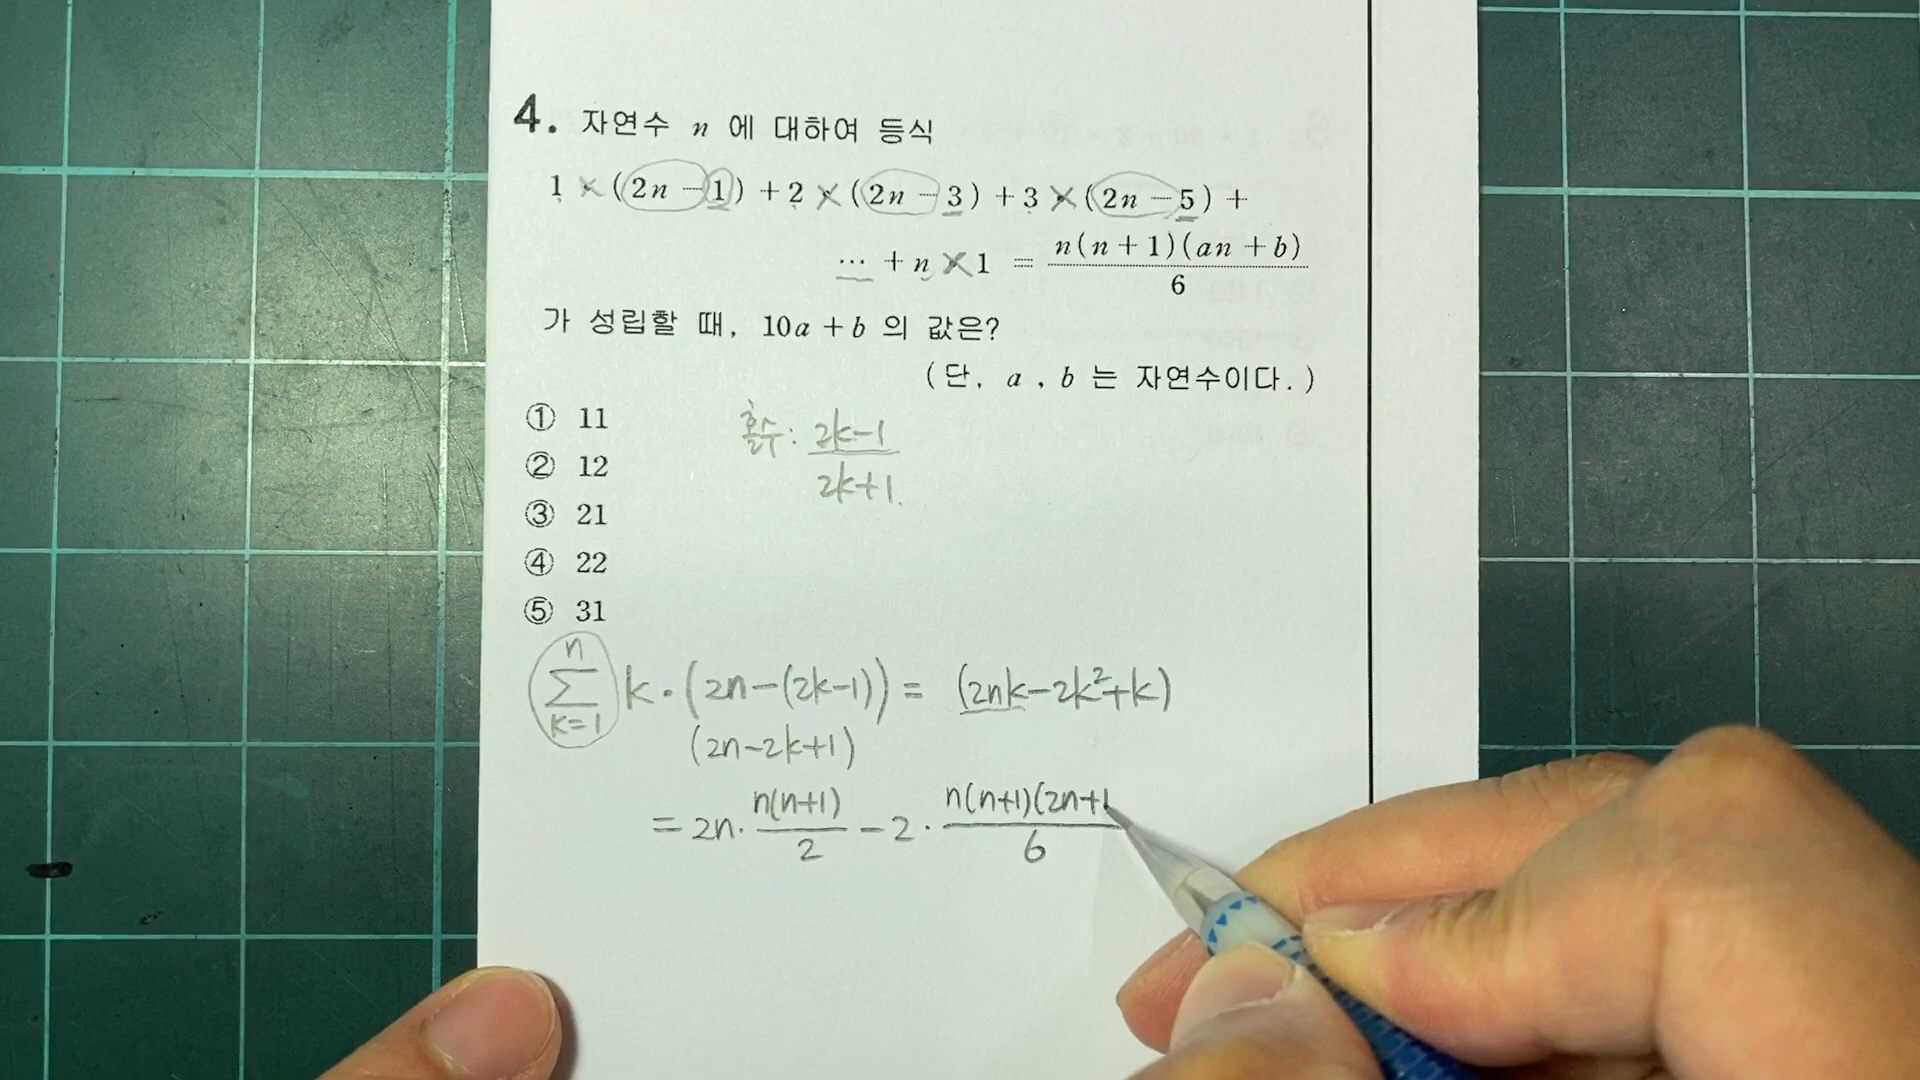 4. 자연수 n 에 대하여 등식
1 × (2n − 1) + 2 × (2n − 3) + 3 × (2n − 5) +
⋯ + n × 1 = n(n + 1)(an + b) / 6
가 성립할 때, 10a + b 의 값은?
(단, a , b 는 자연수이다.)
① 11
② 12
③ 21
④ 22
⑤ 31
홀수: 2k−1
2k+1.
n
∑ k·(2n−(2k−1)) = (2nk−2k²+k)
k=1
(2n−2k+1)
= 2n· n(n+1)/2 − 2· n(n+1)(2n+1/6